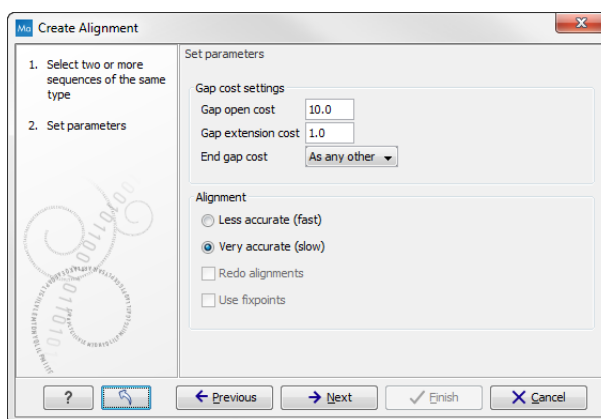 Ma Create Alignment
X
1. Select two or more
sequences of the same
type
2. Set parameters
Set parameters
Gap cost settings
Gap open cost 10.0
Gap extension cost 1.0
End gap cost As any other
Alignment
Less accurate (fast)
Very accurate (slow)
Redo alignments
Use fixpoints
? Previous Next Finish Cancel